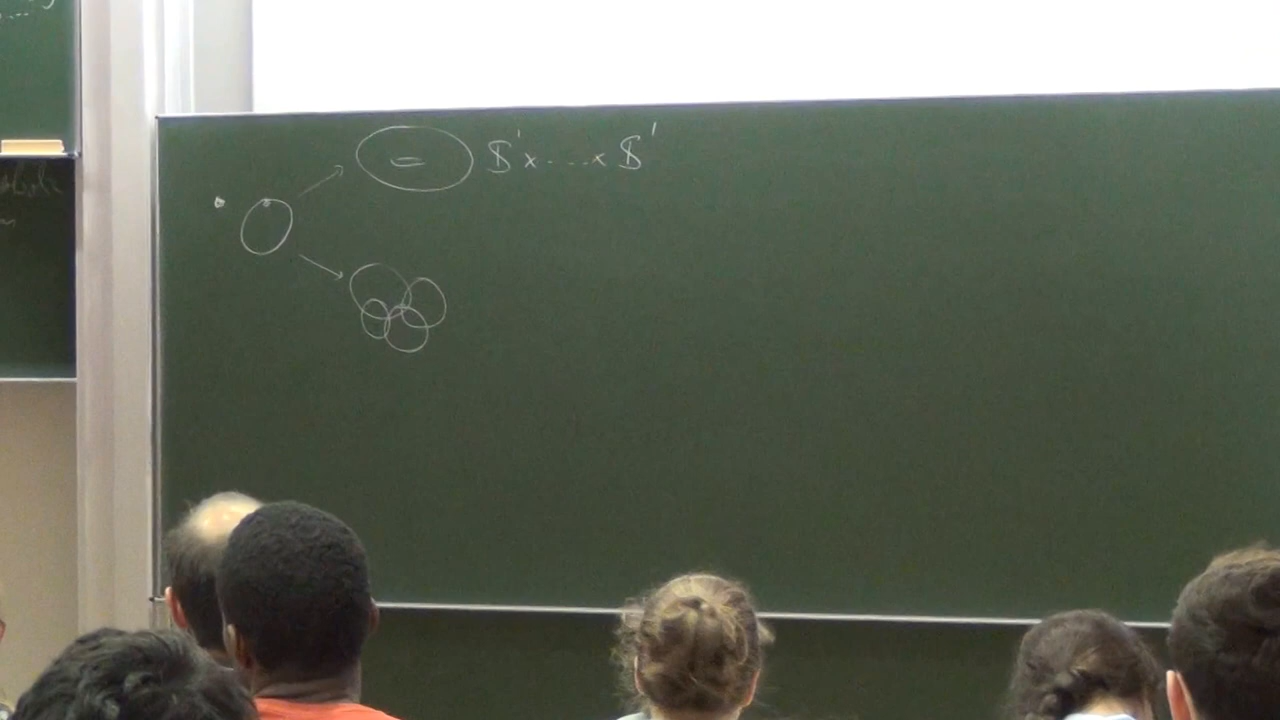 = 𝕊¹ x ..... x 𝕊¹